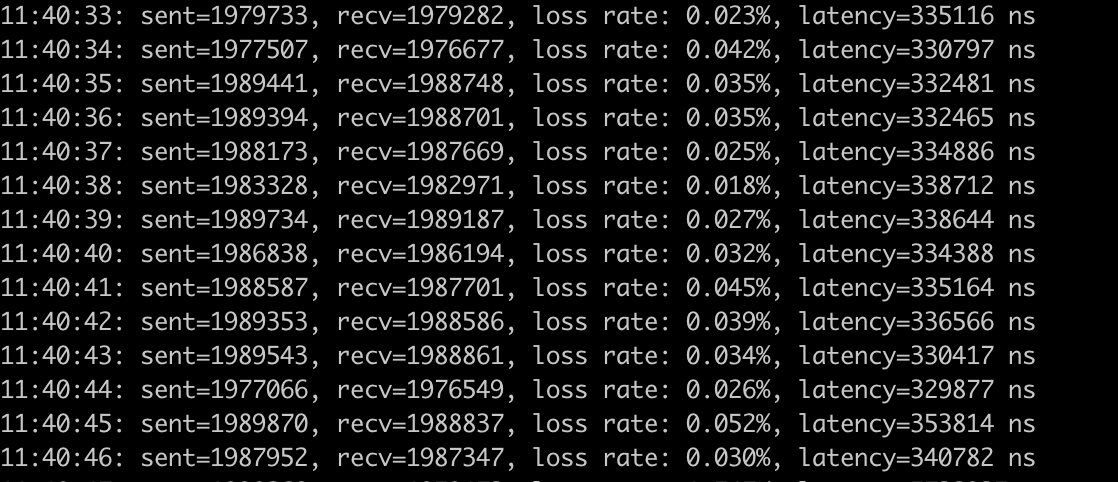 11:40:33: sent=1979733, recv=1979282, loss rate: 0.023%, latency=335116 ns
11:40:34: sent=1977507, recv=1976677, loss rate: 0.042%, latency=330797 ns
11:40:35: sent=1989441, recv=1988748, loss rate: 0.035%, latency=332481 ns
11:40:36: sent=1989394, recv=1988701, loss rate: 0.035%, latency=332465 ns
11:40:37: sent=1988173, recv=1987669, loss rate: 0.025%, latency=334886 ns
11:40:38: sent=1983328, recv=1982971, loss rate: 0.018%, latency=338712 ns
11:40:39: sent=1989734, recv=1989187, loss rate: 0.027%, latency=338644 ns
11:40:40: sent=1986838, recv=1986194, loss rate: 0.032%, latency=334388 ns
11:40:41: sent=1988587, recv=1987701, loss rate: 0.045%, latency=335164 ns
11:40:42: sent=1989353, recv=1988586, loss rate: 0.039%, latency=336566 ns
11:40:43: sent=1989543, recv=1988861, loss rate: 0.034%, latency=330417 ns
11:40:44: sent=1977066, recv=1976549, loss rate: 0.026%, latency=329877 ns
11:40:45: sent=1989870, recv=1988837, loss rate: 0.052%, latency=353814 ns
11:40:46: sent=1987952, recv=1987347, loss rate: 0.030%, latency=340782 ns